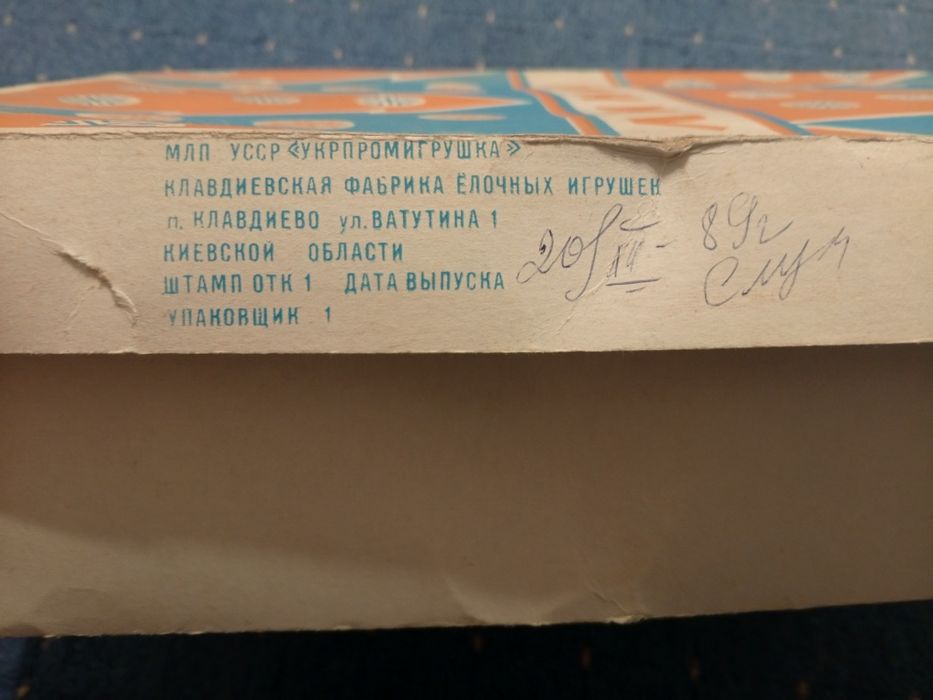 МЛП УССР «УКРПРОМИГРУШКА»
КЛАВДИЕВСКАЯ ФАБРИКА ЁЛОЧНЫХ ИГРУШЕК
п. КЛАВДИЕВО ул. ВАТУТИНА 1
КИЕВСКОЙ ОБЛАСТИ
ШТАМП ОТК 1 ДАТА ВЫПУСКА
УПАКОВЩИК 1
89г